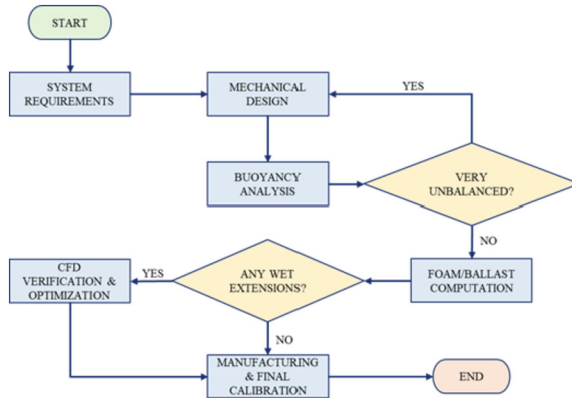 START
SYSTEM
REQUIREMENTS
MECHANICAL
DESIGN
YES
BUOYANCY
ANALYSIS
VERY
UNBALANCED?
NO
FOAM/BALLAST
COMPUTATION
ANY WET
EXTENSIONS?
YES
CFD
VERIFICATION &
OPTIMIZATION
NO
MANUFACTURING
& FINAL
CALIBRATION
END